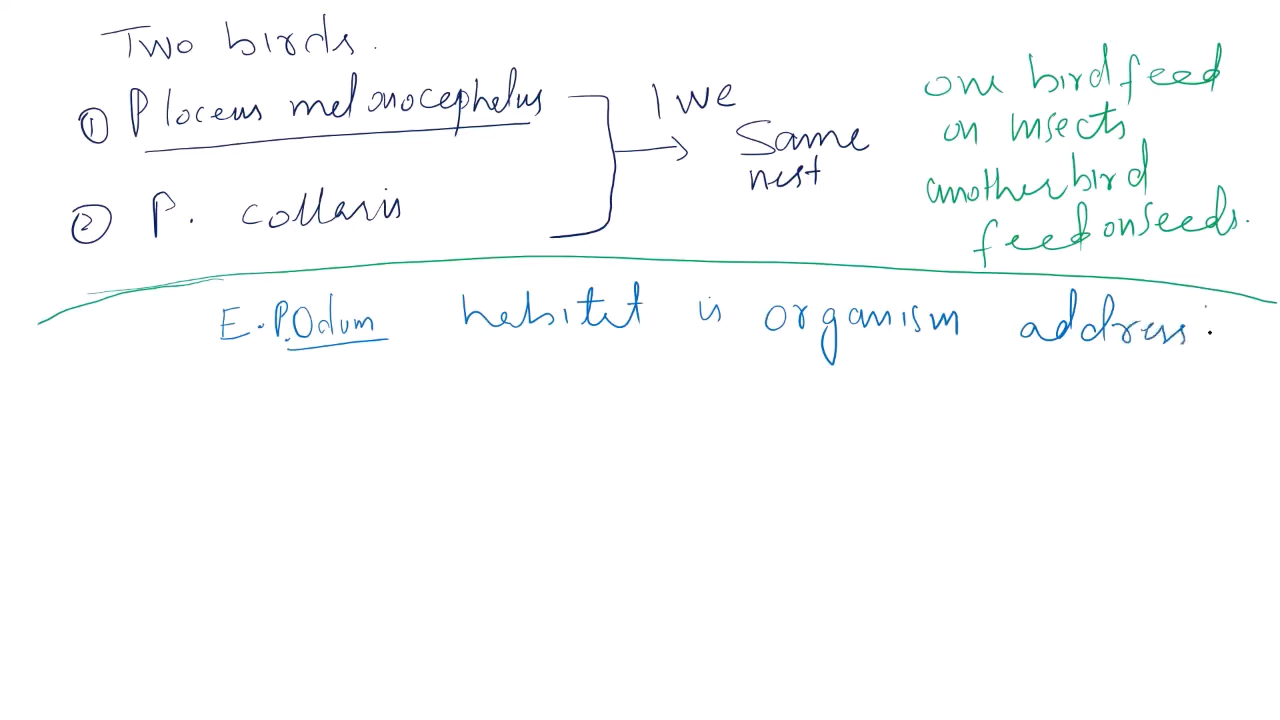 Two birds.
① Ploceus melanocephalus
② P. collaris
live
Same
nest
one bird feed
on insects
another bird
feed on seeds.
E.P.Odum habitat is organism address.